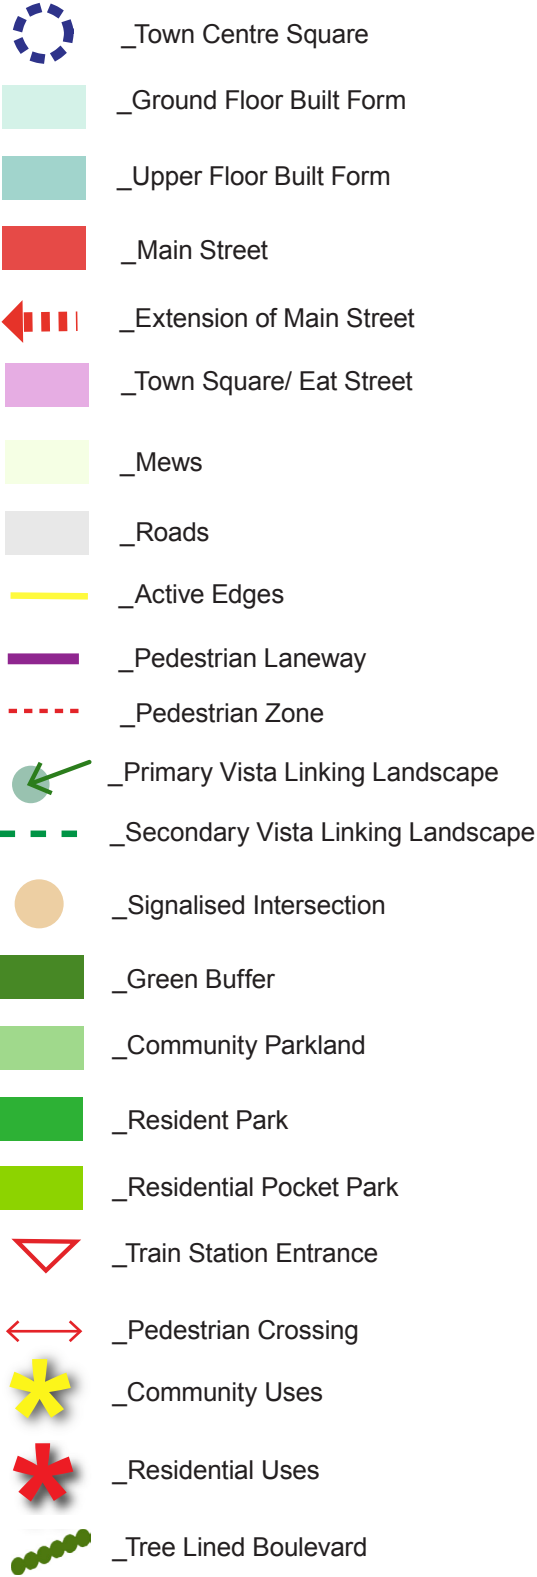 _Town Centre Square
_Ground Floor Built Form
_Upper Floor Built Form
_Main Street
_Extension of Main Street
_Town Square/ Eat Street
_Mews
_Roads
_Active Edges
_Pedestrian Laneway
_Pedestrian Zone
_Primary Vista Linking Landscape
_Secondary Vista Linking Landscape
_Signalised Intersection
_Green Buffer
_Community Parkland
_Resident Park
_Residential Pocket Park
_Train Station Entrance
_Pedestrian Crossing
_Community Uses
_Residential Uses
_Tree Lined Boulevard